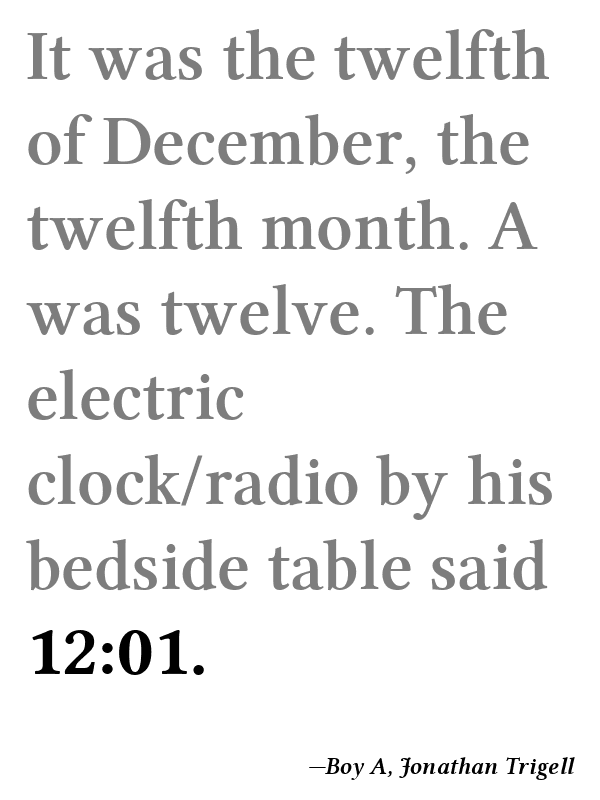 It was the twelfth
of December, the
twelfth month. A
was twelve. The
electric
clock/radio by his
bedside table said
12:01.
—Boy A, Jonathan Trigell